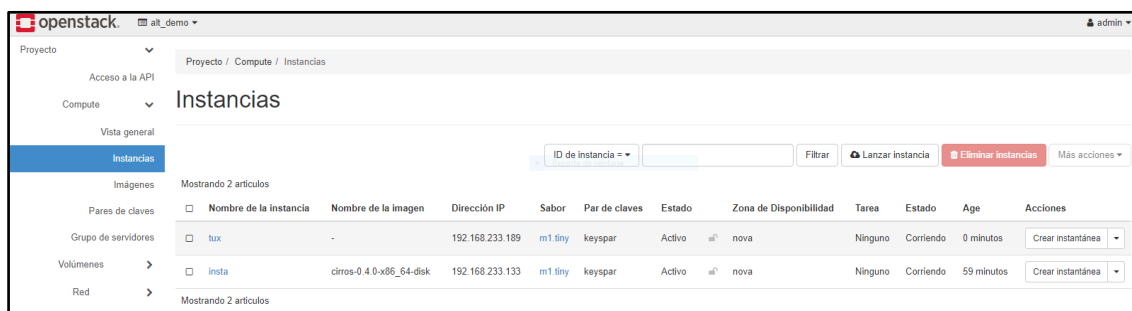 openstack. alt_demo admin
Proyecto
Proyecto / Compute / Instancias
Acceso a la API
Compute
Instancias
Vista general
Instancias
ID de instancia = Filtrar Lanzar instancia Eliminar instancias Más acciones
Imágenes
Mostrando 2 articulos
Pares de claves
Nombre de la instancia Nombre de la imagen Dirección IP Sabor Par de claves Estado Zona de Disponibilidad Tarea Estado Age Acciones
Grupo de servidores
tux - 192.168.233.189 m1.tiny keyspar Activo nova Ninguno Corriendo 0 minutos Crear instantánea
Volúmenes
insta cirros-0.4.0-x86_64-disk 192.168.233.133 m1.tiny keyspar Activo nova Ninguno Corriendo 59 minutos Crear instantánea
Red
Mostrando 2 articulos